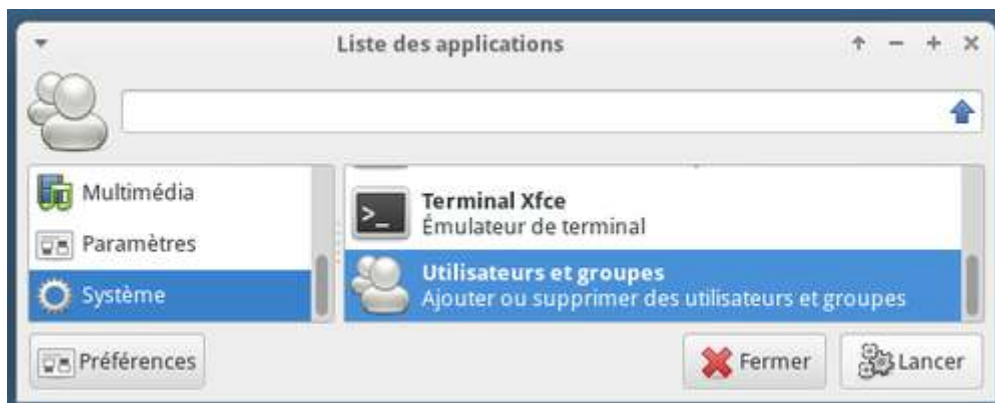 Liste des applications
Multimédia
Paramètres
Système
Terminal Xfce
Émulateur de terminal
Utilisateurs et groupes
Ajouter ou supprimer des utilisateurs et groupes
Préférences
Fermer
Lancer